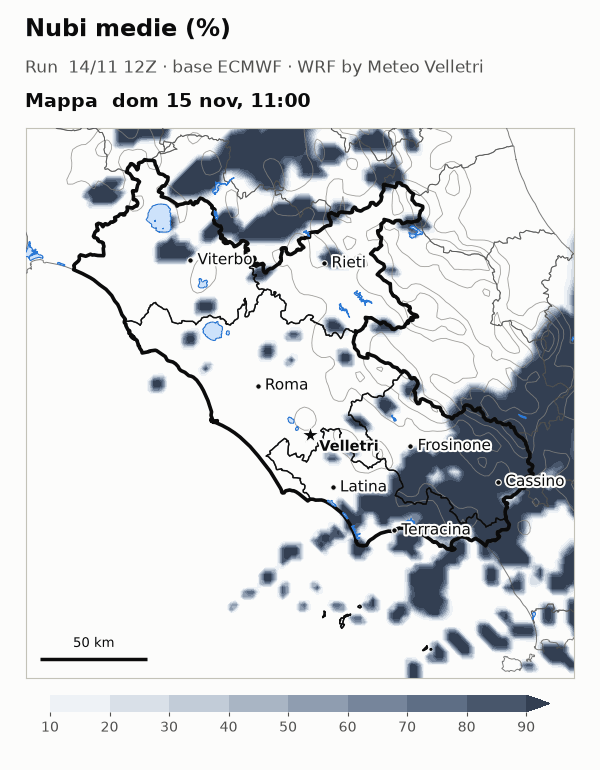 Nubi medie (%)
Run  14/11 12Z · base ECMWF · WRF by Meteo Velletri
Mappa  dom 15 nov, 11:00
Viterbo
Rieti
Roma
Velletri
Frosinone
Latina
Cassino
Terracina
50 km
10 20 30 40 50 60 70 80 90